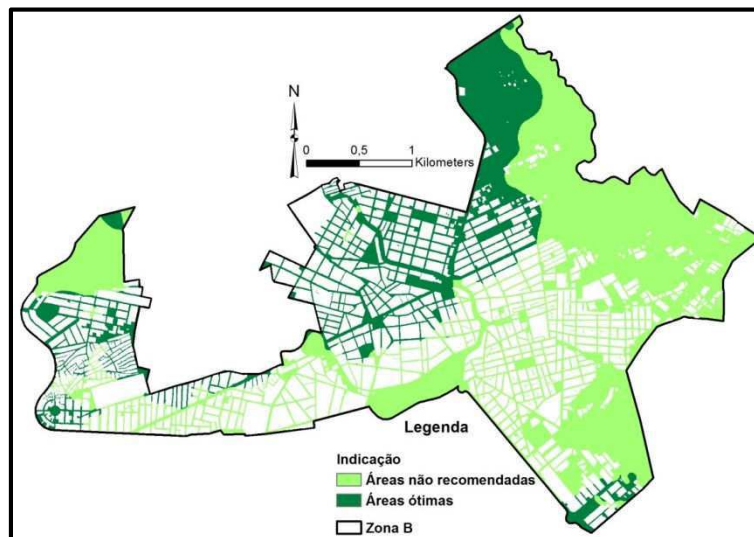 N
0 0,5 1
Kilometers
Legenda
Indicação
Áreas não recomendadas
Áreas ótimas
Zona B